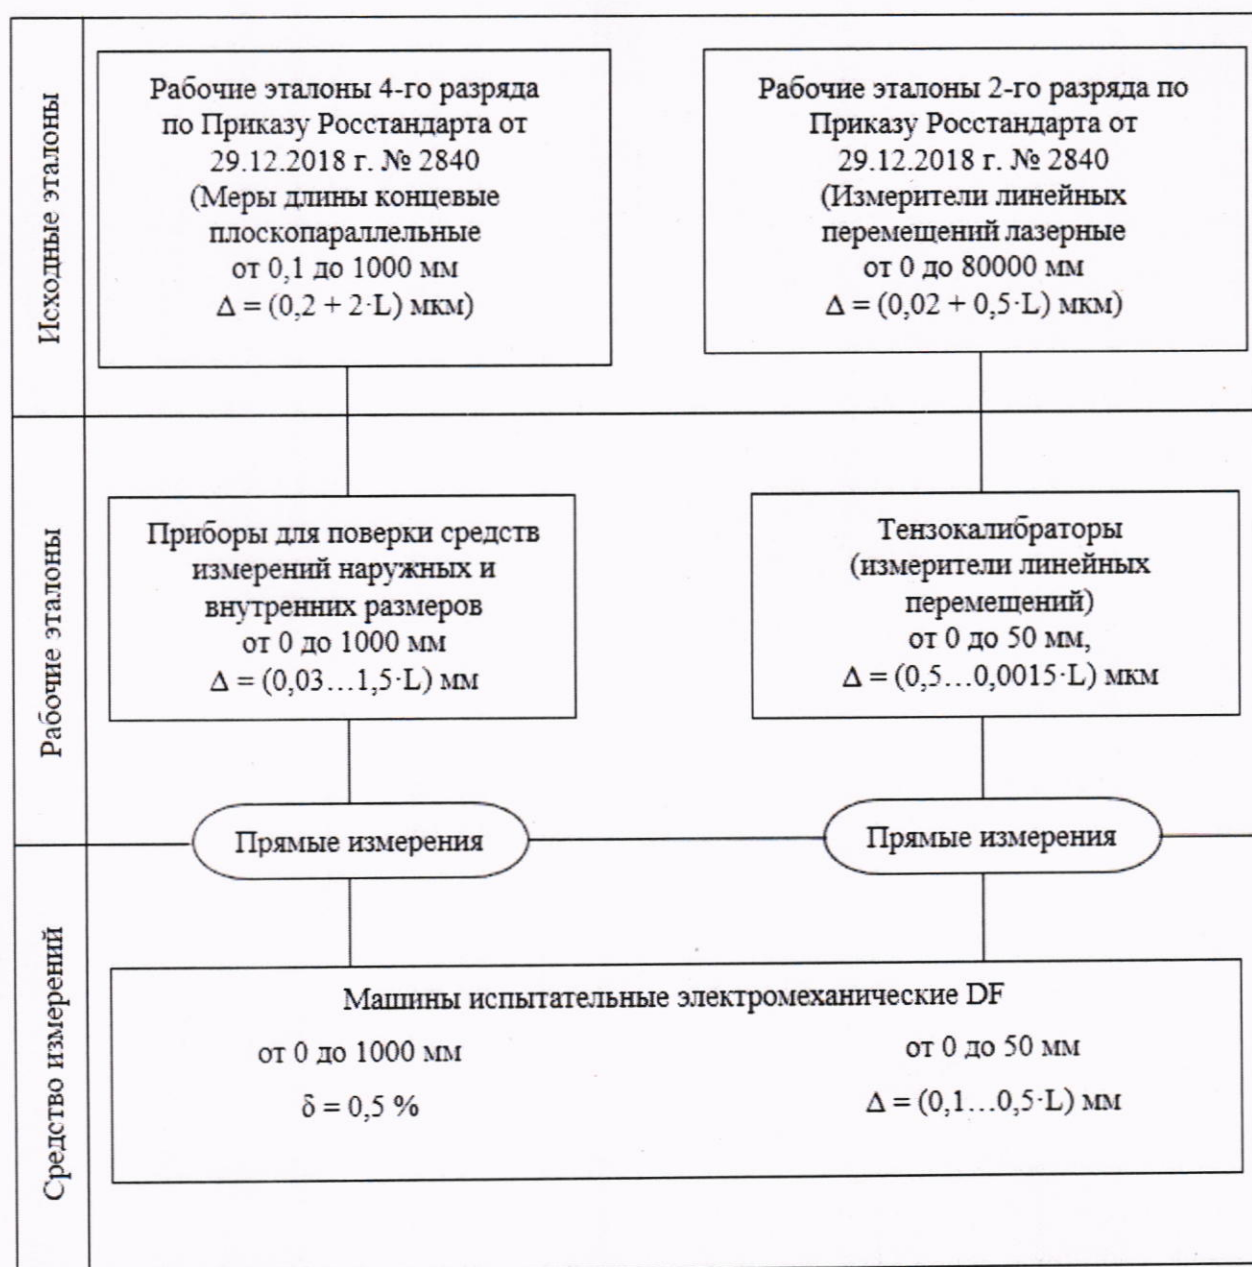 Исходные эталоны
Рабочие эталоны 4-го разряда
по Приказу Росстандарта от
29.12.2018 г. № 2840
(Меры длины концевые
плоскопараллельные
от 0,1 до 1000 мм
Δ = (0,2 + 2·L) мкм)
Рабочие эталоны 2-го разряда по
Приказу Росстандарта от
29.12.2018 г. № 2840
(Измерители линейных
перемещений лазерные
от 0 до 80000 мм
Δ = (0,02 + 0,5·L) мкм)
Рабочие эталоны
Приборы для поверки средств
измерений наружных и
внутренних размеров
от 0 до 1000 мм
Δ = (0,03…1,5·L) мм
Тензокалибраторы
(измерители линейных
перемещений)
от 0 до 50 мм,
Δ = (0,5…0,0015·L) мкм
Прямые измерения
Прямые измерения
Средство измерений
Машины испытательные электромеханические DF
от 0 до 1000 мм
δ = 0,5 %
от 0 до 50 мм
Δ = (0,1…0,5·L) мм